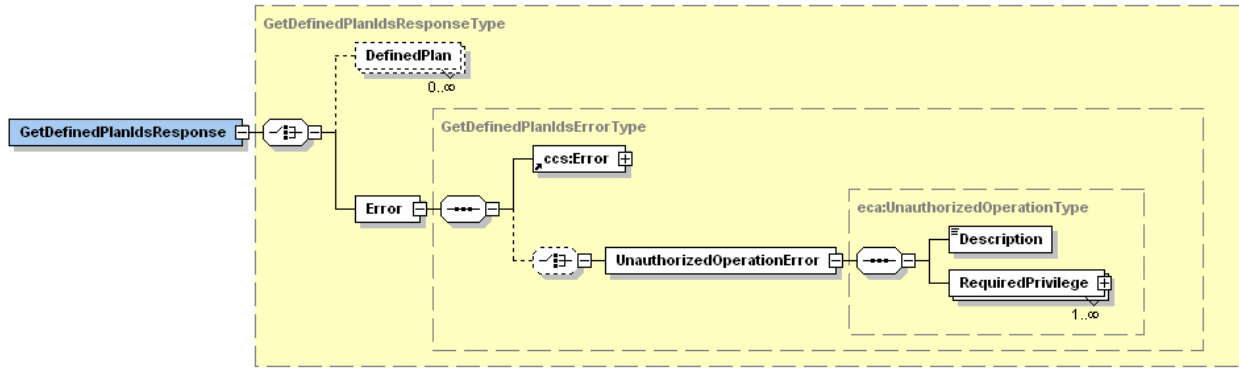 GetDefinedPlanIdsResponseType
DefinedPlan
0..∞
GetDefinedPlanIdsResponse
GetDefinedPlanIdsErrorType
ccs:Error
Error
eca:UnauthorizedOperationType
Description
UnauthorizedOperationError
RequiredPrivilege
1..∞